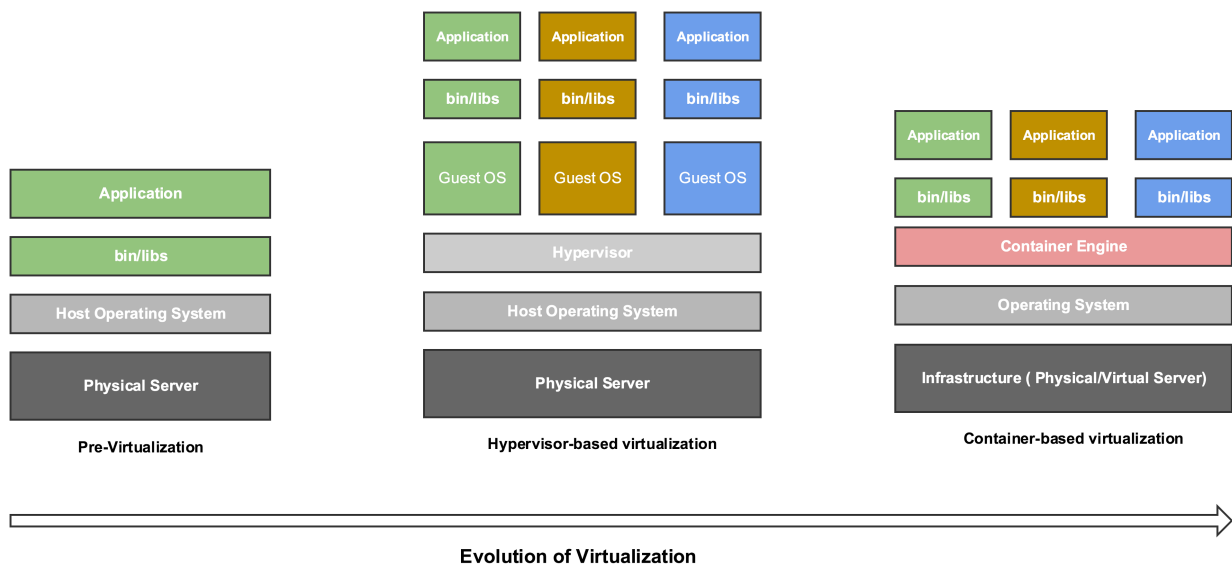 Application
bin/libs
Host Operating System
Physical Server
Pre-Virtualization
Application Application Application
bin/libs bin/libs bin/libs
Guest OS Guest OS Guest OS
Hypervisor
Host Operating System
Physical Server
Hypervisor-based virtualization
Application Application Application
bin/libs bin/libs bin/libs
Container Engine
Operating System
Infrastructure ( Physical/Virtual Server)
Container-based virtualization
Evolution of Virtualization